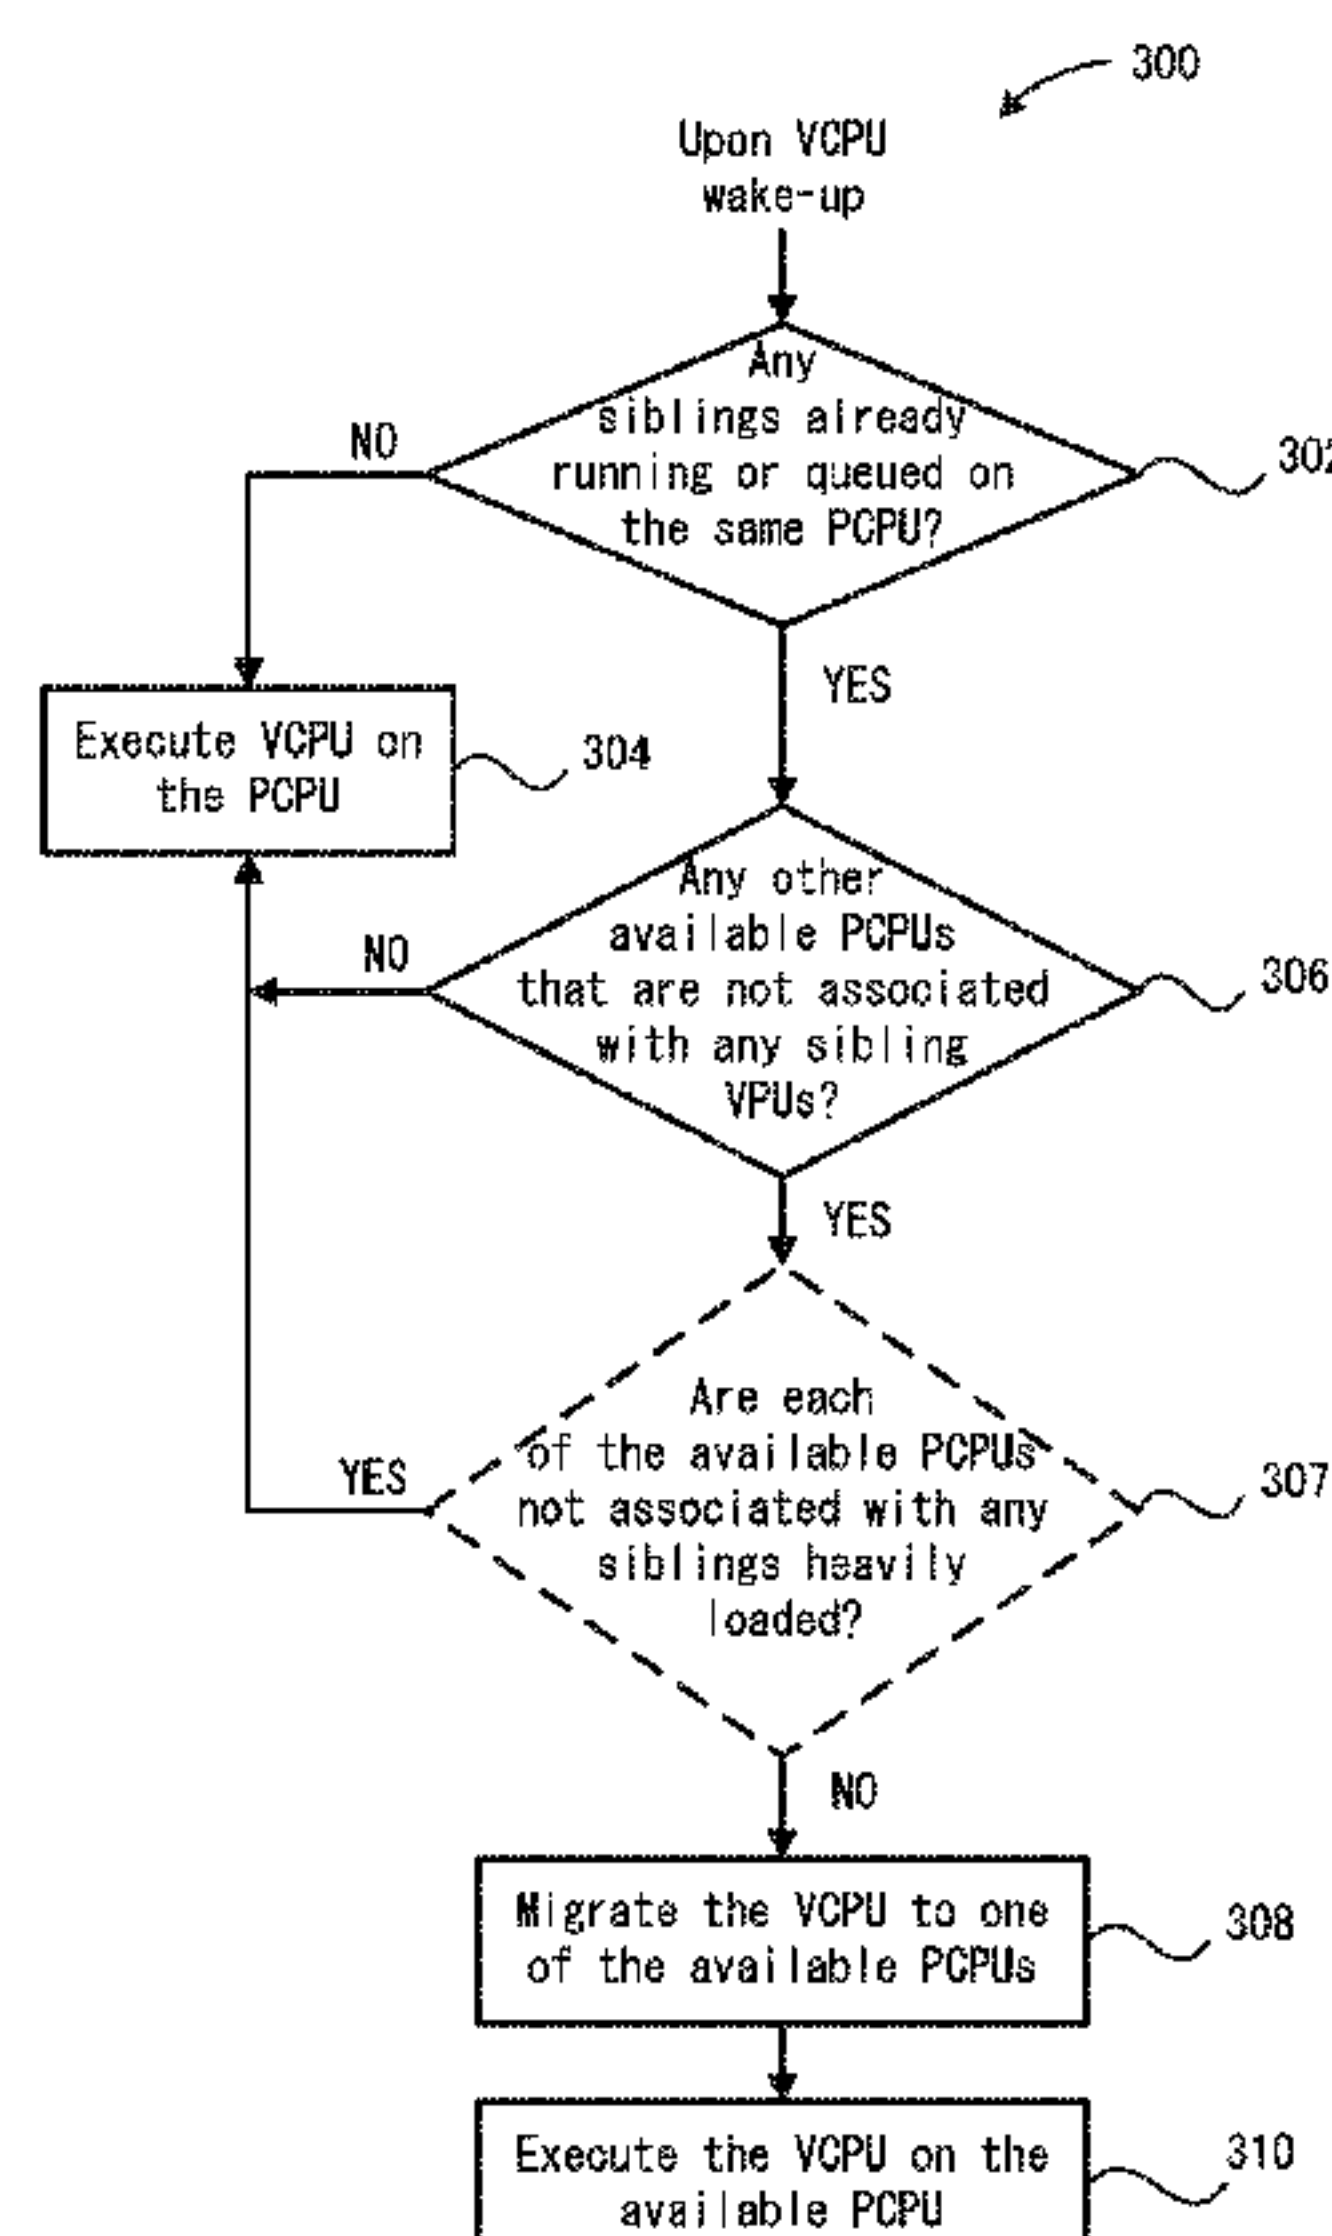 300
Upon VCPU
wake-up
Any
siblings already
running or queued on
the same PCPU?
302
NO
YES
Execute VCPU on
the PCPU
304
Any other
available PCPUs
that are not associated
with any sibling
VPUs?
306
NO
YES
Are each
of the available PCPUs
not associated with any
siblings heavily
loaded?
307
YES
NO
Migrate the VCPU to one
of the available PCPUs
308
Execute the VCPU on the
available PCPU
310